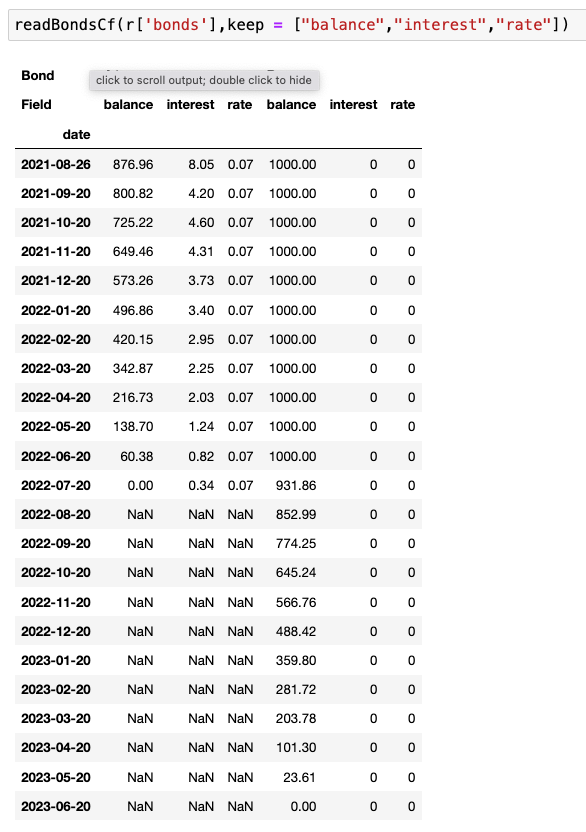 readBondsCf(r['bonds'],keep = ["balance","interest","rate"])
Bond
click to scroll output; double click to hide
Field balance interest rate balance interest rate
date
2021-08-26 876.96 8.05 0.07 1000.00 0 0
2021-09-20 800.82 4.20 0.07 1000.00 0 0
2021-10-20 725.22 4.60 0.07 1000.00 0 0
2021-11-20 649.46 4.31 0.07 1000.00 0 0
2021-12-20 573.26 3.73 0.07 1000.00 0 0
2022-01-20 496.86 3.40 0.07 1000.00 0 0
2022-02-20 420.15 2.95 0.07 1000.00 0 0
2022-03-20 342.87 2.25 0.07 1000.00 0 0
2022-04-20 216.73 2.03 0.07 1000.00 0 0
2022-05-20 138.70 1.24 0.07 1000.00 0 0
2022-06-20 60.38 0.82 0.07 1000.00 0 0
2022-07-20 0.00 0.34 0.07 931.86 0 0
2022-08-20 NaN NaN NaN 852.99 0 0
2022-09-20 NaN NaN NaN 774.25 0 0
2022-10-20 NaN NaN NaN 645.24 0 0
2022-11-20 NaN NaN NaN 566.76 0 0
2022-12-20 NaN NaN NaN 488.42 0 0
2023-01-20 NaN NaN NaN 359.80 0 0
2023-02-20 NaN NaN NaN 281.72 0 0
2023-03-20 NaN NaN NaN 203.78 0 0
2023-04-20 NaN NaN NaN 101.30 0 0
2023-05-20 NaN NaN NaN 23.61 0 0
2023-06-20 NaN NaN NaN 0.00 0 0